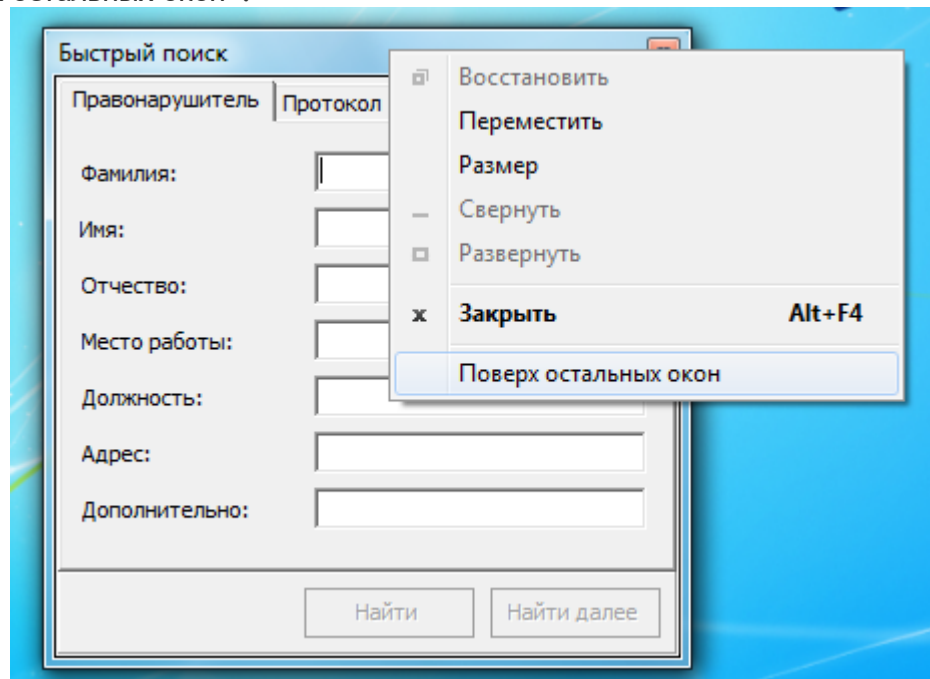 Быстрый поиск
Правонарушитель
Протокол
Восстановить
Переместить
Размер
Свернуть
Развернуть
Закрыть Alt+F4
Поверх остальных окон
Фамилия:
Имя:
Отчество:
Место работы:
Должность:
Адрес:
Дополнительно:
Найти
Найти далее